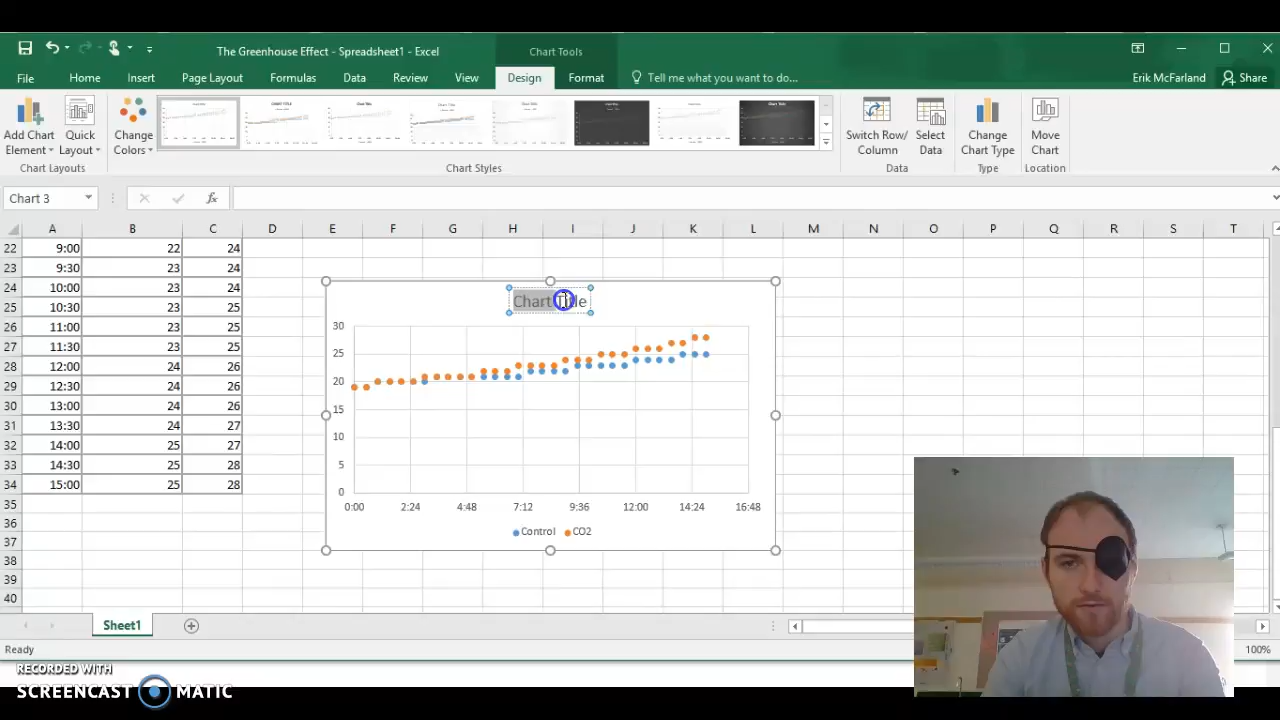 The Greenhouse Effect - Spreadsheet1 - Excel
Chart Tools
File
Home
Insert
Page Layout
Formulas
Data
Review
View
Design
Format
Tell me what you want to do...
Erik McFarland
Share
Add Chart
Element
Quick
Layout
Change
Colors
Switch Row/
Column
Select
Data
Change
Chart Type
Move
Chart
Chart Layouts
Chart Styles
Data
Type
Location
Chart 3
fx
A B C D E F G H I J K L M N O P Q R S T
22 9:00 22 24
23 9:30 23 24
24 10:00 23 24
25 10:30 23 25
26 11:00 23 25
27 11:30 23 25
28 12:00 24 26
29 12:30 24 26
30 13:00 24 26
31 13:30 24 27
32 14:00 25 27
33 14:30 25 28
34 15:00 25 28
35
36
37
38
39
40
Chart Title
30
25
20
15
10
5
0
0:00 2:24 4:48 7:12 9:36 12:00 14:24 16:48
Control CO2
Sheet1
Ready
100%
RECORDED WITH
SCREENCAST MATIC